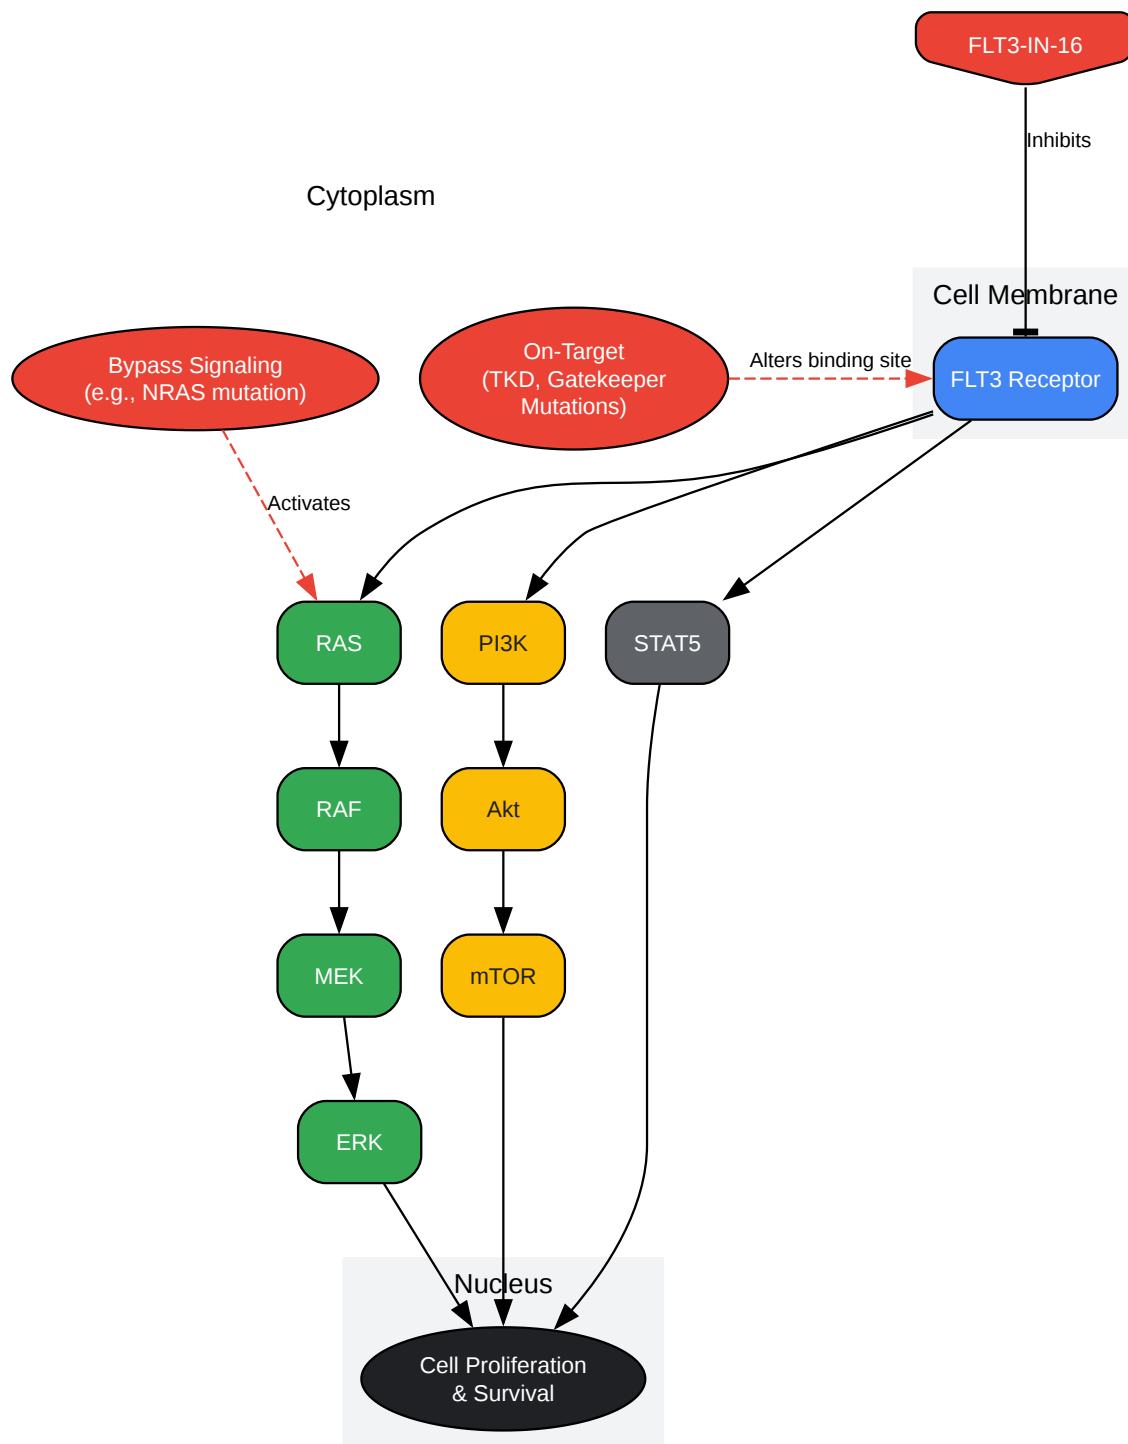 FLT3-IN-16
Inhibits
Cytoplasm
Cell Membrane
Bypass Signaling
(e.g., NRAS mutation)
On-Target
(TKD, Gatekeeper
Mutations)
Alters binding site
FLT3 Receptor
Activates
RAS
PI3K
STAT5
RAF
Akt
MEK
mTOR
ERK
Nucleus
Cell Proliferation
& Survival